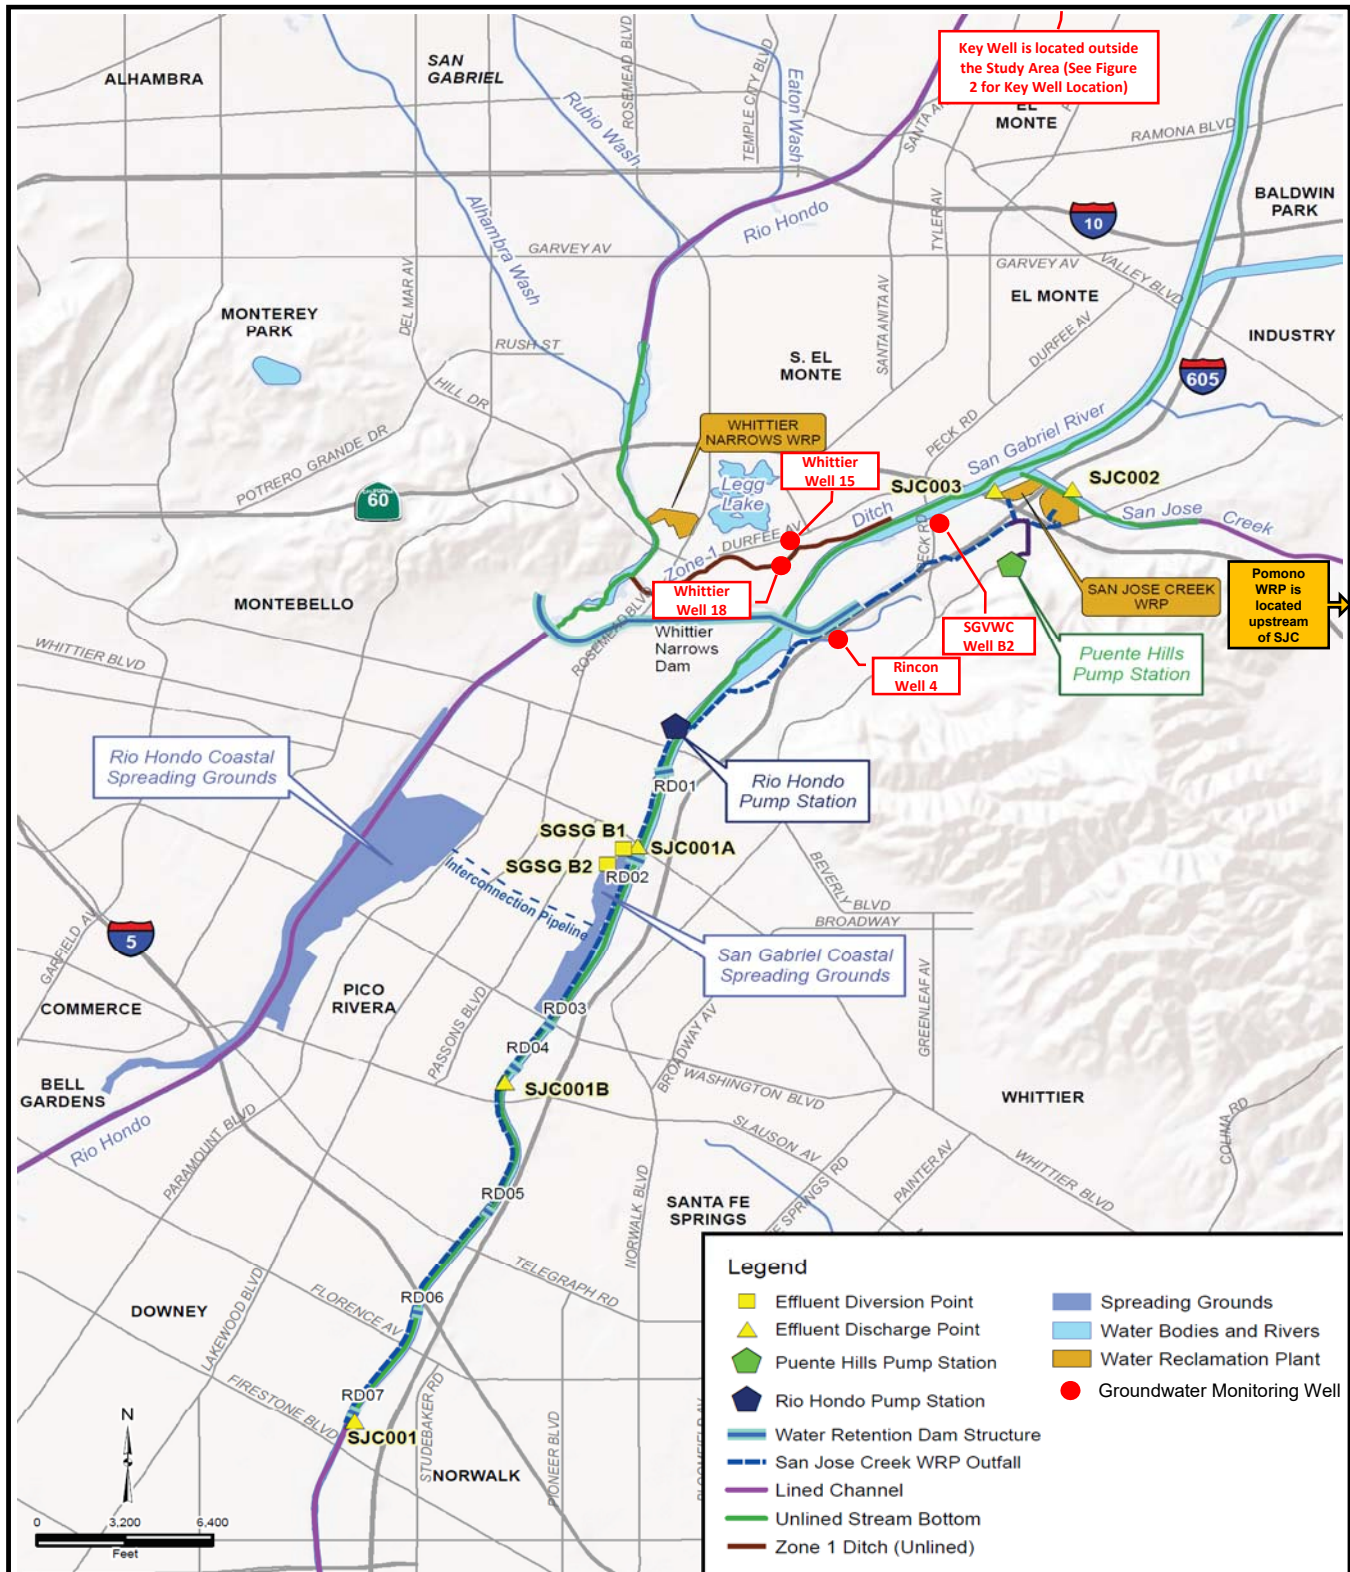 Key Well is located outside
the Study Area (See Figure
2 for Key Well Location)
ALHAMBRA
SAN
GABRIEL
ROSEMEAD BLVD
TEMPLE CITY BLVD
Eaton Wash
Rubio Wash
SANTA A
EL
MONTE
RAMONA BLVD
BALDWIN
PARK
Alhambra Wash
Rio Hondo
TYLER AV
10
GARVEY AV
GARVEY AV
VALLEY BLVD
DEL MAR AV
EL MONTE
MONTEREY
PARK
RUSH ST
SANTA ANITA AV
DURFEE AV
INDUSTRY
S. EL
MONTE
605
HILL DR
WHITTIER
NARROWS WRP
PECK RD
San Gabriel River
POTRERO GRANDE DR
Whittier
Well 15
CALIFORNIA
60
Legg
Lake
SJC003
SJC002
Ditch
San Jose
Creek
DURFEE AV
Zone-1
PECK RD
Whittier
Well 18
SAN JOSE CREEK
WRP
Pomono
WRP is
located
upstream
of SJC
MONTEBELLO
ROSEMEAD BLVD
SGVWC
Well B2
Whittier
Narrows
Dam
WHITTIER BLVD
Rincon
Well 4
Puente Hills
Pump Station
Rio Hondo Coastal
Spreading Grounds
Rio Hondo
Pump Station
RD01
SGSG B1
SJC001A
SGSG B2
RD02
Interconnection Pipeline
BEVERLY BLVD
BROADWAY
GARFIELD AV
5
San Gabriel Coastal
Spreading Grounds
GREENLEAF AV
COMMERCE
PICO
RIVERA
PASSONS BLVD
RD03
RD04
BROADWAY AV
WASHINGTON BLVD
BELL
GARDENS
SJC001B
WHITTIER
Rio Hondo
PARAMOUNT BLVD
SLAUSON AV
COLIMA RD
PAINTER AV
WHITTIER BLVD
RD05
NORWALK BLVD
SANTA FE
SPRINGS
FE SPRINGS RD
TELEGRAPH RD
DOWNEY
LAKEWOOD BLVD
FLORENCE AV
RD06
FIRESTONE BLVD
RD07
SJC001
STUDEBAKER RD
NORWALK
PIONEER BLVD
N
0 3,200 6,400
Feet
Legend
Effluent Diversion Point
Effluent Discharge Point
Puente Hills Pump Station
Rio Hondo Pump Station
Water Retention Dam Structure
San Jose Creek WRP Outfall
Lined Channel
Unlined Stream Bottom
Zone 1 Ditch (Unlined)
Spreading Grounds
Water Bodies and Rivers
Water Reclamation Plant
Groundwater Monitoring Well